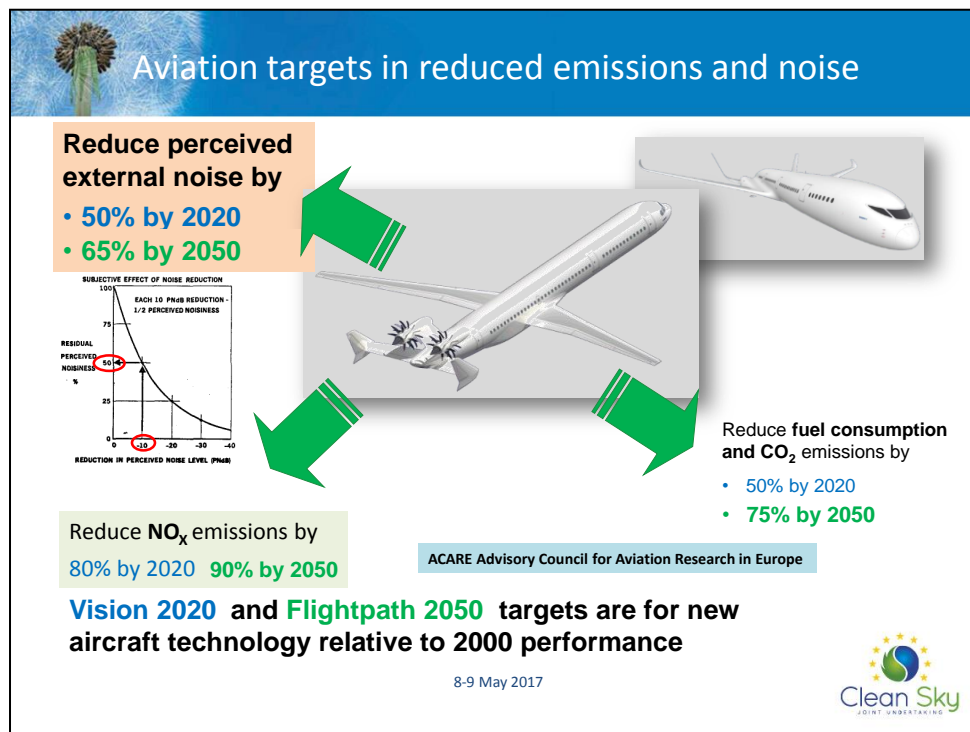 Aviation targets in reduced emissions and noise
Reduce perceived
external noise by
• 50% by 2020
• 65% by 2050
SUBJECTIVE EFFECT OF NOISE REDUCTION
EACH 10 PNdB REDUCTION -
1/2 PERCEIVED NOISINESS
RESIDUAL
PERCEIVED
NOISINESS
%
100
75
50
25
0
0 -10 -20 -30 -40
REDUCTION IN PERCEIVED NOISE LEVEL (PNdB)
Reduce fuel consumption
and CO₂ emissions by
• 50% by 2020
• 75% by 2050
Reduce NOₓ emissions by
80% by 2020 90% by 2050
ACARE Advisory Council for Aviation Research in Europe
Vision 2020 and Flightpath 2050 targets are for new
aircraft technology relative to 2000 performance
8-9 May 2017
Clean Sky
JOINT UNDERTAKING